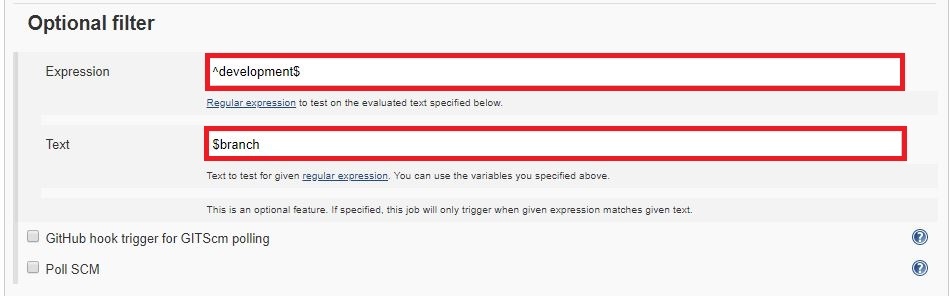 Optional filter
Expression
^development$
Regular expression to test on the evaluated text specified below.
Text
$branch
Text to test for given regular expression. You can use the variables you specified above.
This is an optional feature. If specified, this job will only trigger when given expression matches given text.
GitHub hook trigger for GITScm polling
?
Poll SCM
?